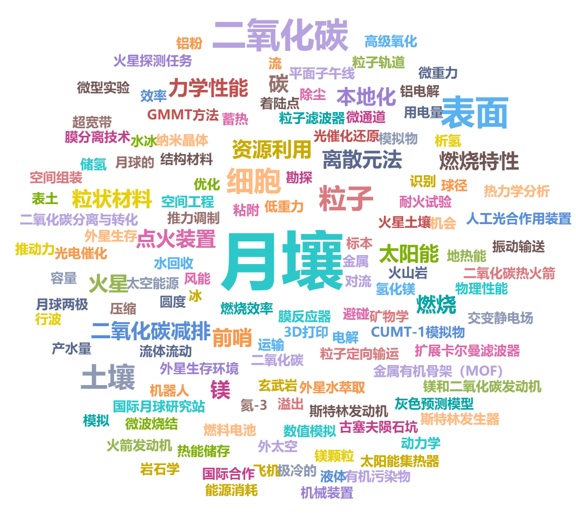 二氧化碳
铝粉
高级氧化
流
火星探测任务
粒子轨道
平面子午线
微重力
碳
微型实验
效率
力学性能
着陆点
除尘
本地化
铝电解
表面
GMMT方法
蓄热
粒子滤波器
微通道
用电量
超宽带
膜分离技术
水冰
纳米晶体
光催化还原
模拟物
析氢
资源利用
储氢
月球的
结构材料
离散元法
燃烧特性
空间组装
细胞
勘探
识别
球径
热力学分析
表土
粒状材料
优化
空间工程
粒子
耐火试验
二氧化碳分离与转化
推力调制
粘附
低重力
火星土壤
机会
人工光合作用装置
外星生存
点火装置
月壤
标本
推动力
光电催化
水回收
金属
太阳能
地热能
振动输送
容量
火星
太空能源
风能
对流
火山岩
二氧化碳热火箭
冰
氢化镁
物理性能
月球两极
压缩
圆度
燃烧效率
避碰
矿物学
燃烧
行波
膜反应器
交变静电场
二氧化碳减排
前哨
3D打印
电解
CUMT-1模拟物
产水量
流体流动
运输
粒子定向输运
扩展卡尔曼滤波器
外星生存环境
二氧化碳
土壤
金属有机骨架（MOF）
机器人
镁
玄武岩
外星水萃取
镁和二氧化碳发动机
国际月球研究站
氦-3
溢出
斯特林发动机
灰色预测模型
模拟
微波烧结
燃料电池
数值模拟
古塞夫陨石坑
斯特林发生器
火箭发动机
热能储存
外太空
动力学
岩石学
镁颗粒
太阳能集热器
国际合作
飞机
极冷的
液体
有机污染物
能源消耗
机械装置